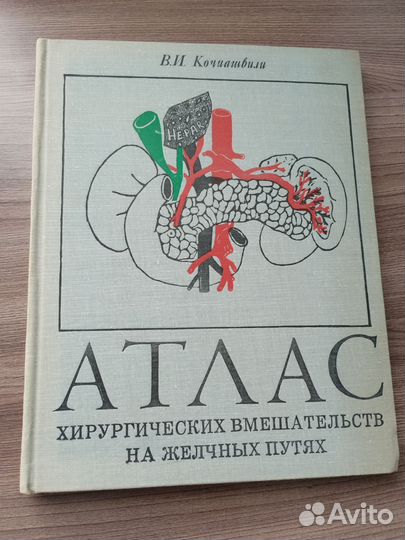 В.И. Кочиашвили
HEPAR
АТЛАС
ХИРУРГИЧЕСКИХ ВМЕШАТЕЛЬСТВ
НА ЖЕЛЧНЫХ ПУТЯХ
Avito